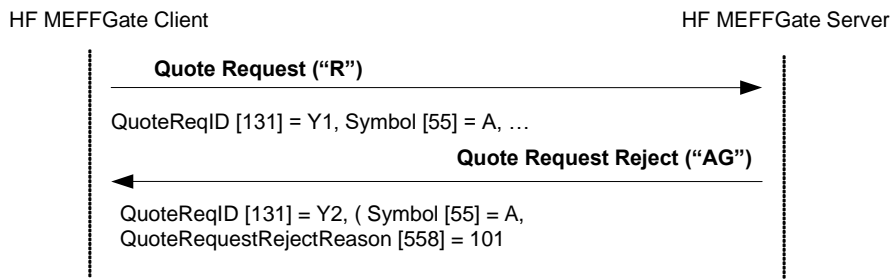 HF MEFFGate Client
HF MEFFGate Server
Quote Request (“R”)
QuoteReqID [131] = Y1, Symbol [55] = A, …
Quote Request Reject (“AG”)
QuoteReqID [131] = Y2, ( Symbol [55] = A,
QuoteRequestRejectReason [558] = 101